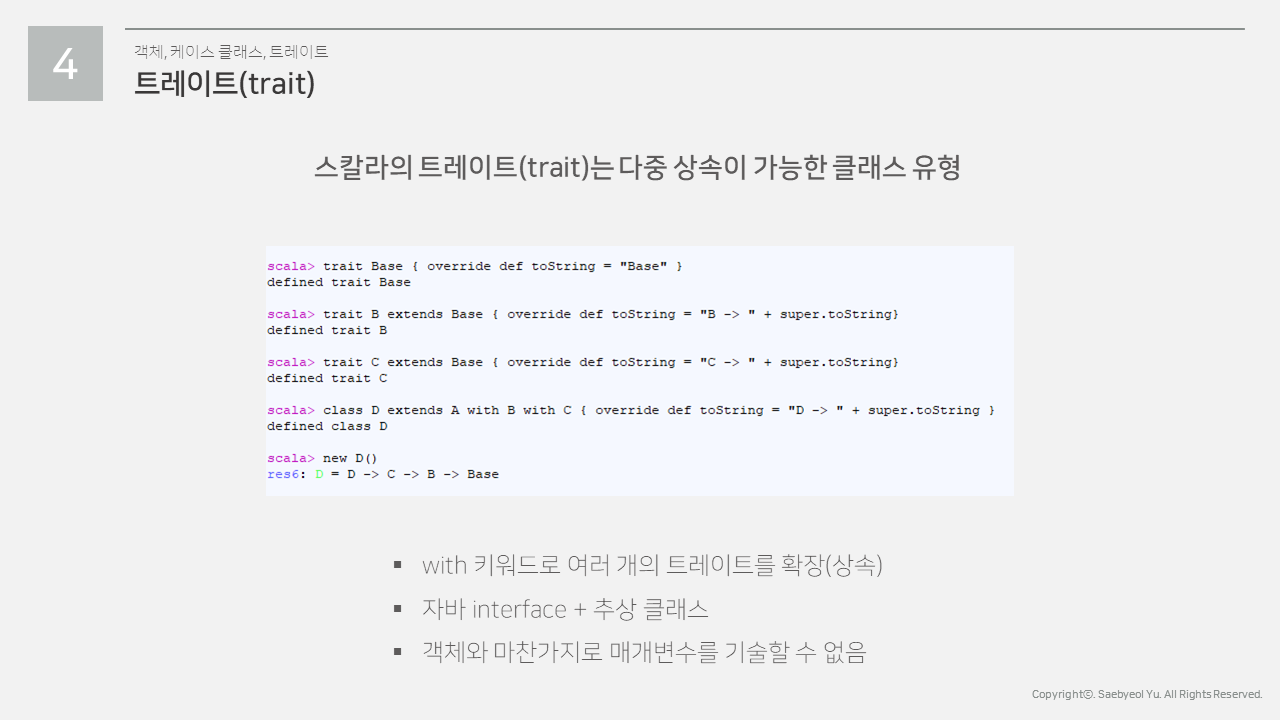 4
객체, 케이스 클래스, 트레이트
트레이트(trait)
스칼라의 트레이트(trait)는 다중 상속이 가능한 클래스 유형
scala> trait Base { override def toString = "Base" }
defined trait Base
scala> trait B extends Base { override def toString = "B -> " + super.toString}
defined trait B
scala> trait C extends Base { override def toString = "C -> " + super.toString}
defined trait C
scala> class D extends A with B with C { override def toString = "D -> " + super.toString }
defined class D
scala> new D()
res6: D = D -> C -> B -> Base
▪ with 키워드로 여러 개의 트레이트를 확장(상속)
▪ 자바 interface + 추상 클래스
▪ 객체와 마찬가지로 매개변수를 기술할 수 없음
Copyrightⓒ. Saebyeol Yu. All Rights Reserved.